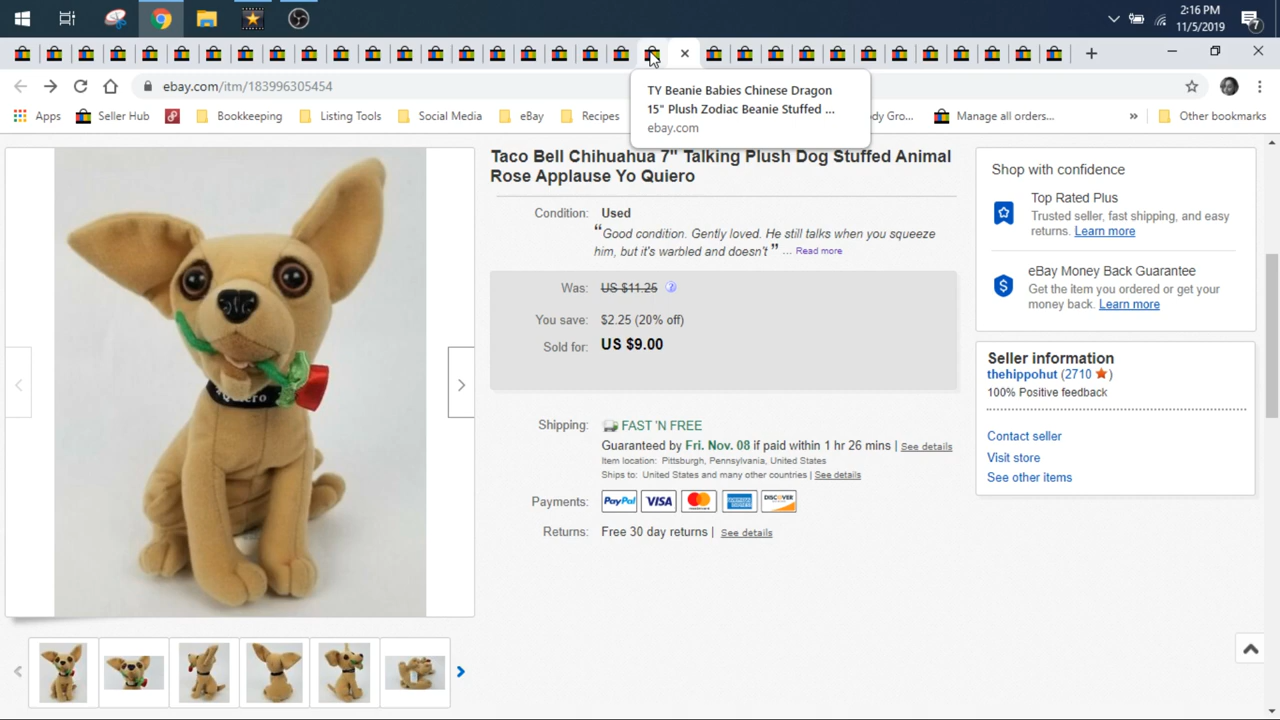 2:16 PM
11/5/2019
7
ebay.com/itm/183996305454
Apps
Seller Hub
Bookkeeping
Listing Tools
Social Media
eBay
Recipes
dy Gro...
Manage all orders...
»
Other bookmarks
TY Beanie Babies Chinese Dragon
15" Plush Zodiac Beanie Stuffed ...
ebay.com
Taco Bell Chihuahua 7" Talking Plush Dog Stuffed Animal
Rose Applause Yo Quiero
Condition: Used
“Good condition. Gently loved. He still talks when you squeeze
him, but it's warbled and doesn't” ... Read more
Was: US $11.25
You save: $2.25 (20% off)
Sold for: US $9.00
Shipping: FAST 'N FREE
Guaranteed by Fri. Nov. 08 if paid within 1 hr 26 mins | See details
Item location: Pittsburgh, Pennsylvania, United States
Ships to: United States and many other countries | See details
Payments: PayPal VISA MasterCard AMERICAN EXPRESS DISCOVER
Returns: Free 30 day returns | See details
Shop with confidence
Top Rated Plus
Trusted seller, fast shipping, and easy
returns. Learn more
eBay Money Back Guarantee
Get the item you ordered or get your
money back. Learn more
Seller information
thehippohut (2710)
100% Positive feedback
Contact seller
Visit store
See other items
Quiero